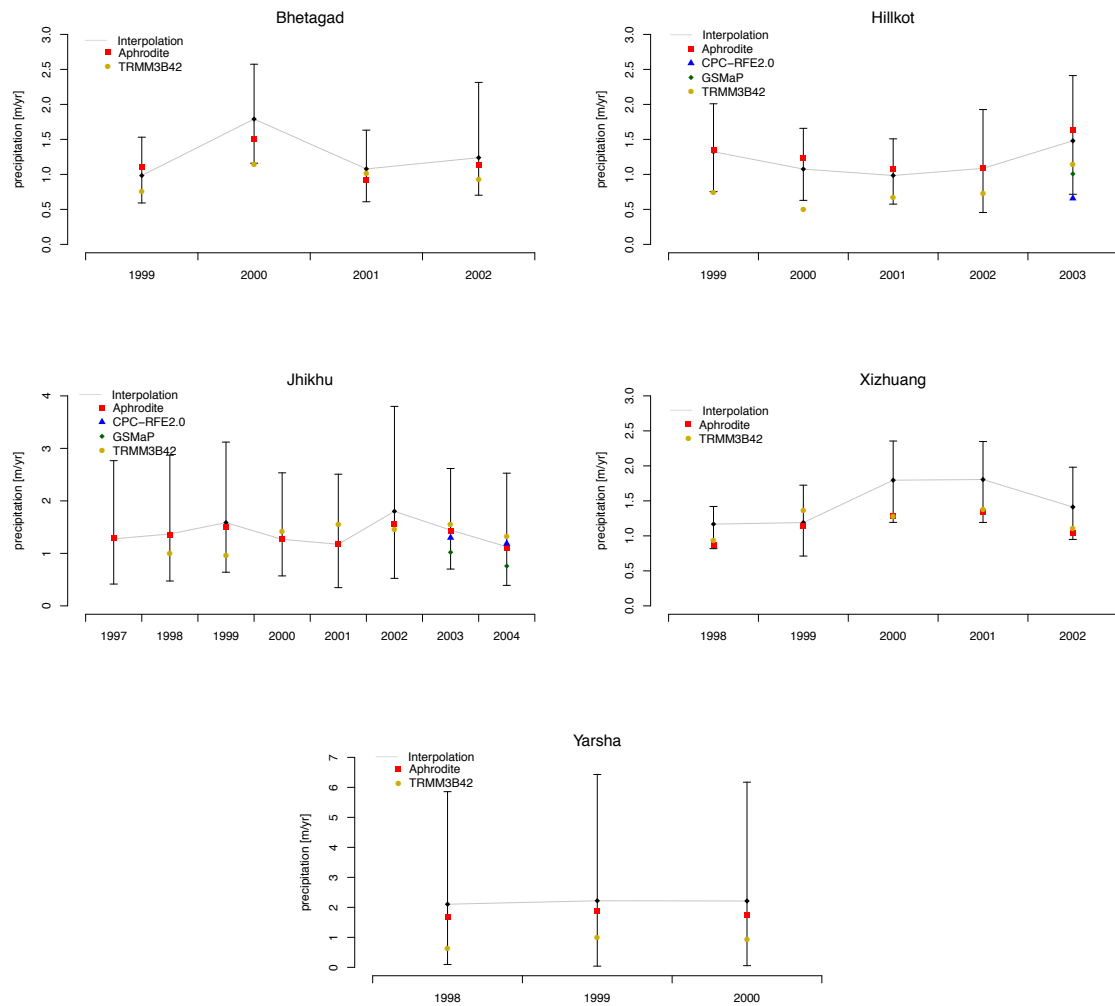 Bhetagad
precipitation [m/yr]
3.0
2.5
2.0
1.5
1.0
0.5
0.0
Interpolation
Aphrodite
TRMM3B42
1999 2000 2001 2002
Hillkot
precipitation [m/yr]
3.0
2.5
2.0
1.5
1.0
0.5
0.0
Interpolation
Aphrodite
CPC-RFE2.0
GSMaP
TRMM3B42
1999 2000 2001 2002 2003
Jhikhu
precipitation [m/yr]
4
3
2
1
0
Interpolation
Aphrodite
CPC-RFE2.0
GSMaP
TRMM3B42
1997 1998 1999 2000 2001 2002 2003 2004
Xizhuang
precipitation [m/yr]
3.0
2.5
2.0
1.5
1.0
0.5
0.0
Interpolation
Aphrodite
TRMM3B42
1998 1999 2000 2001 2002
Yarsha
precipitation [m/yr]
7
6
5
4
3
2
1
0
Interpolation
Aphrodite
TRMM3B42
1998 1999 2000